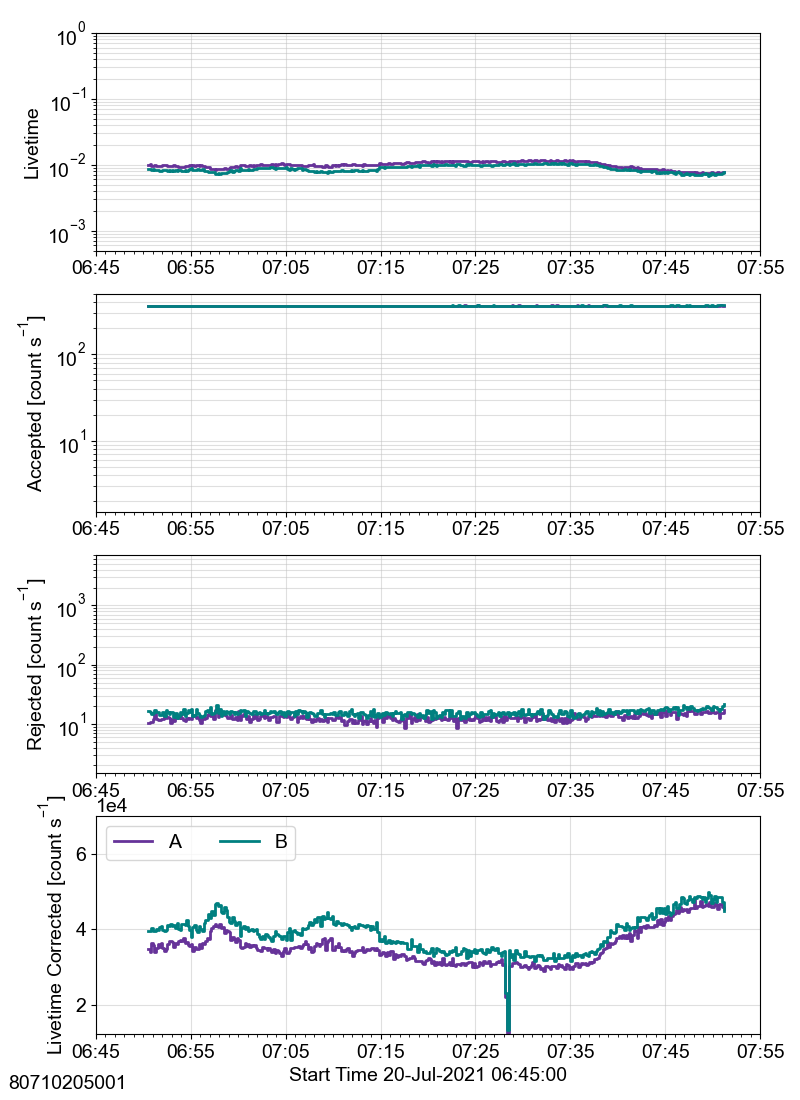 10^0
10^−1
10^−2
10^−3
Livetime
06:45 06:55 07:05 07:15 07:25 07:35 07:45 07:55
10^2
10^1
Accepted [count s^−1]
06:45 06:55 07:05 07:15 07:25 07:35 07:45 07:55
10^3
10^2
10^1
Rejected [count s^−1]
06:45 06:55 07:05 07:15 07:25 07:35 07:45 07:55
1e4
A B
6
4
2
Livetime Corrected [count s^−1]
06:45 06:55 07:05 07:15 07:25 07:35 07:45 07:55
Start Time 20-Jul-2021 06:45:00
80710205001